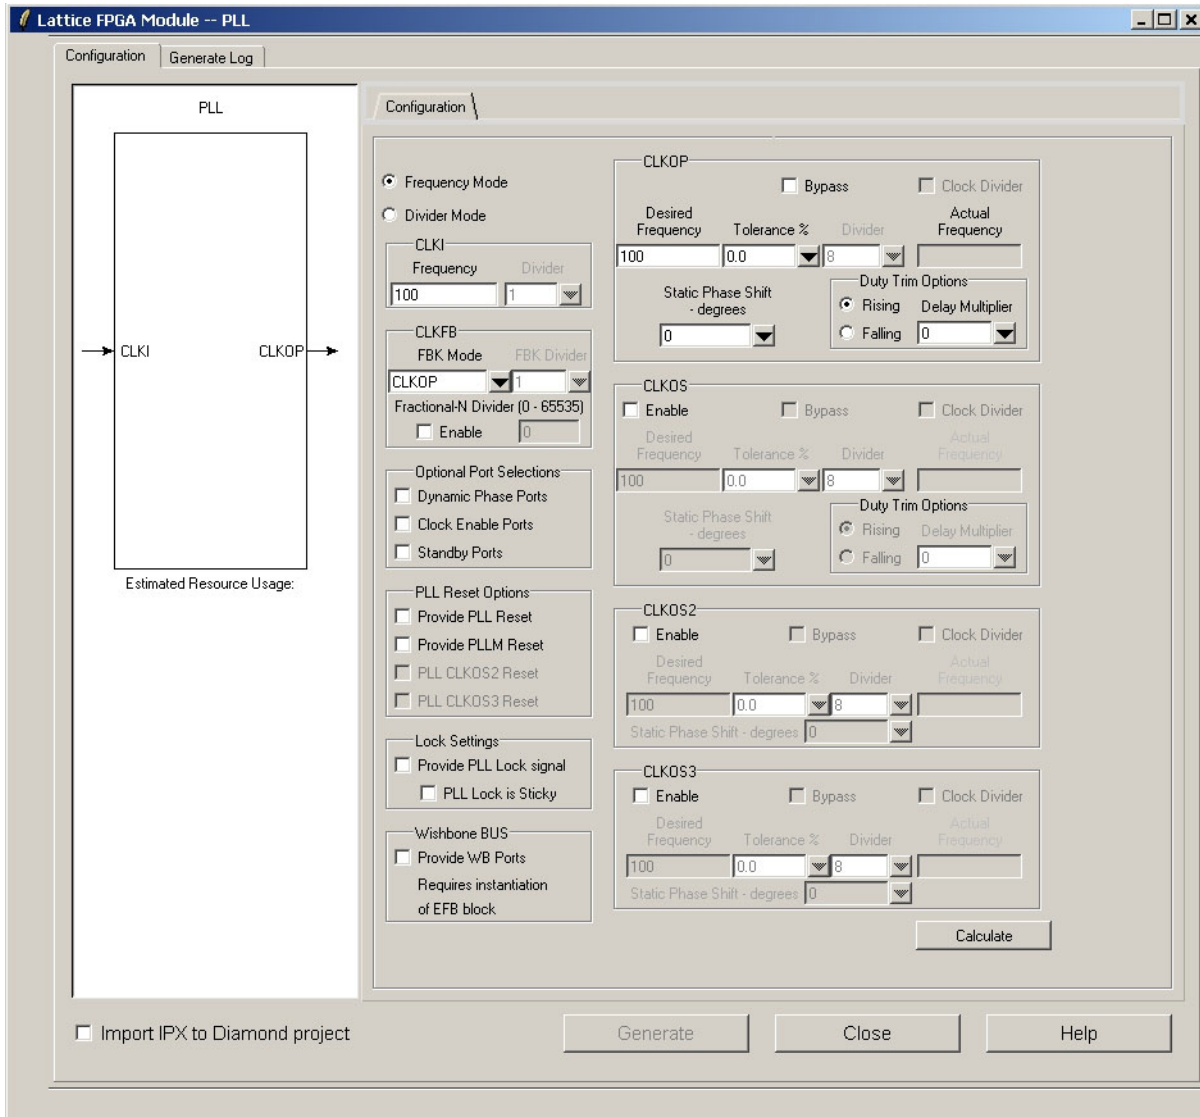 Lattice FPGA Module -- PLL
Configuration
Generate Log
PLL
CLKI
CLKOP
Estimated Resource Usage:
Configuration
Frequency Mode
Divider Mode
CLKI
Frequency
Divider
100
1
CLKFB
FBK Mode
FBK Divider
CLKOP
1
Fractional-N Divider (0 - 65535)
Enable
0
Optional Port Selections
Dynamic Phase Ports
Clock Enable Ports
Standby Ports
PLL Reset Options
Provide PLL Reset
Provide PLLM Reset
PLL CLKOS2 Reset
PLL CLKOS3 Reset
Lock Settings
Provide PLL Lock signal
PLL Lock is Sticky
Wishbone BUS
Provide WB Ports
Requires instantiation
of EFB block
CLKOP
Bypass
Clock Divider
Desired
Frequency
Tolerance %
Divider
Actual
Frequency
100
0.0
8
Static Phase Shift
- degrees
0
Duty Trim Options
Rising
Delay Multiplier
Falling
0
CLKOS
Enable
Bypass
Clock Divider
Desired
Frequency
Tolerance %
Divider
Actual
Frequency
100
0.0
8
Static Phase Shift
- degrees
0
Duty Trim Options
Rising
Delay Multiplier
Falling
0
CLKOS2
Enable
Bypass
Clock Divider
Desired
Frequency
Tolerance %
Divider
Actual
Frequency
100
0.0
8
Static Phase Shift - degrees
0
CLKOS3
Enable
Bypass
Clock Divider
Desired
Frequency
Tolerance %
Divider
Actual
Frequency
100
0.0
8
Static Phase Shift - degrees
0
Calculate
Import IPX to Diamond project
Generate
Close
Help